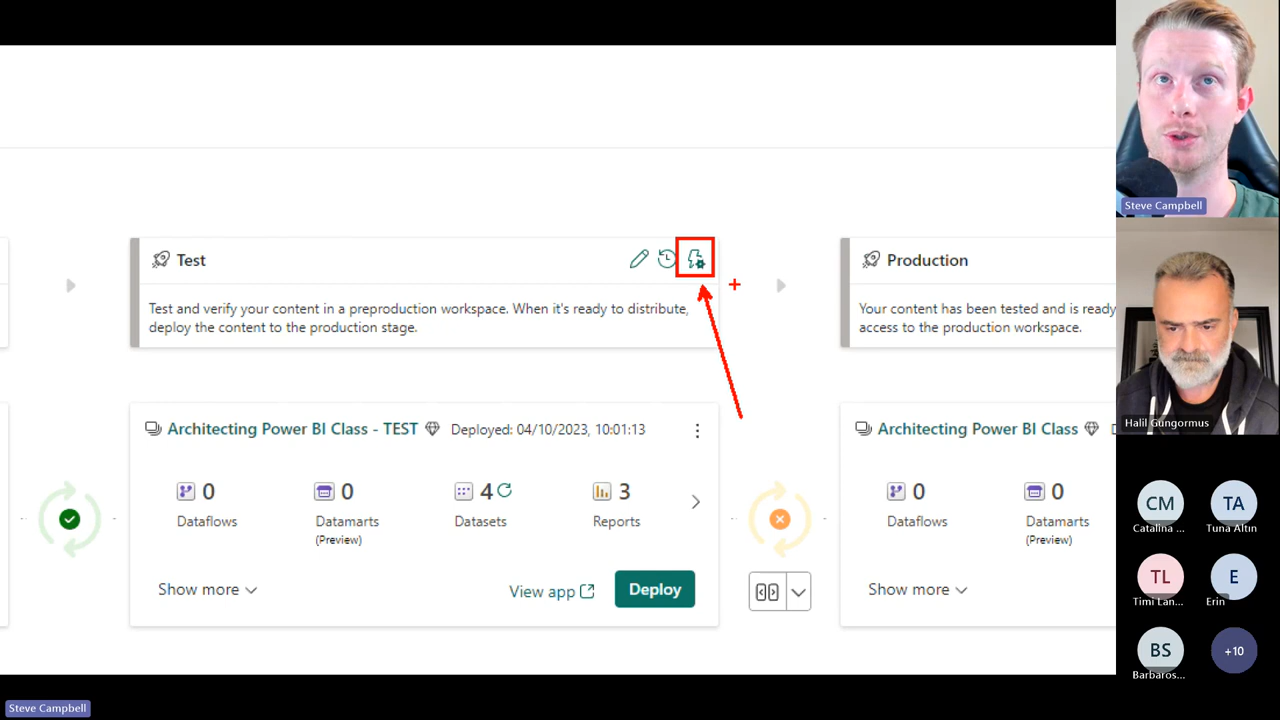 Test
Test and verify your content in a preproduction workspace. When it's ready to distribute,
deploy the content to the production stage.
Production
Your content has been tested and is ready
access to the production workspace.
Architecting Power BI Class - TEST
Deployed: 04/10/2023, 10:01:13
0
Dataflows
0
Datamarts
(Preview)
4
Datasets
3
Reports
Show more
View app
Deploy
Architecting Power BI Class
0
Dataflows
0
Datamarts
(Preview)
Show more
Steve Campbell
Halil Gungormus
CM
Catalina ...
TA
Tuna Altın
TL
Timi Lan...
E
Erin
BS
Barbaros...
+10
Steve Campbell